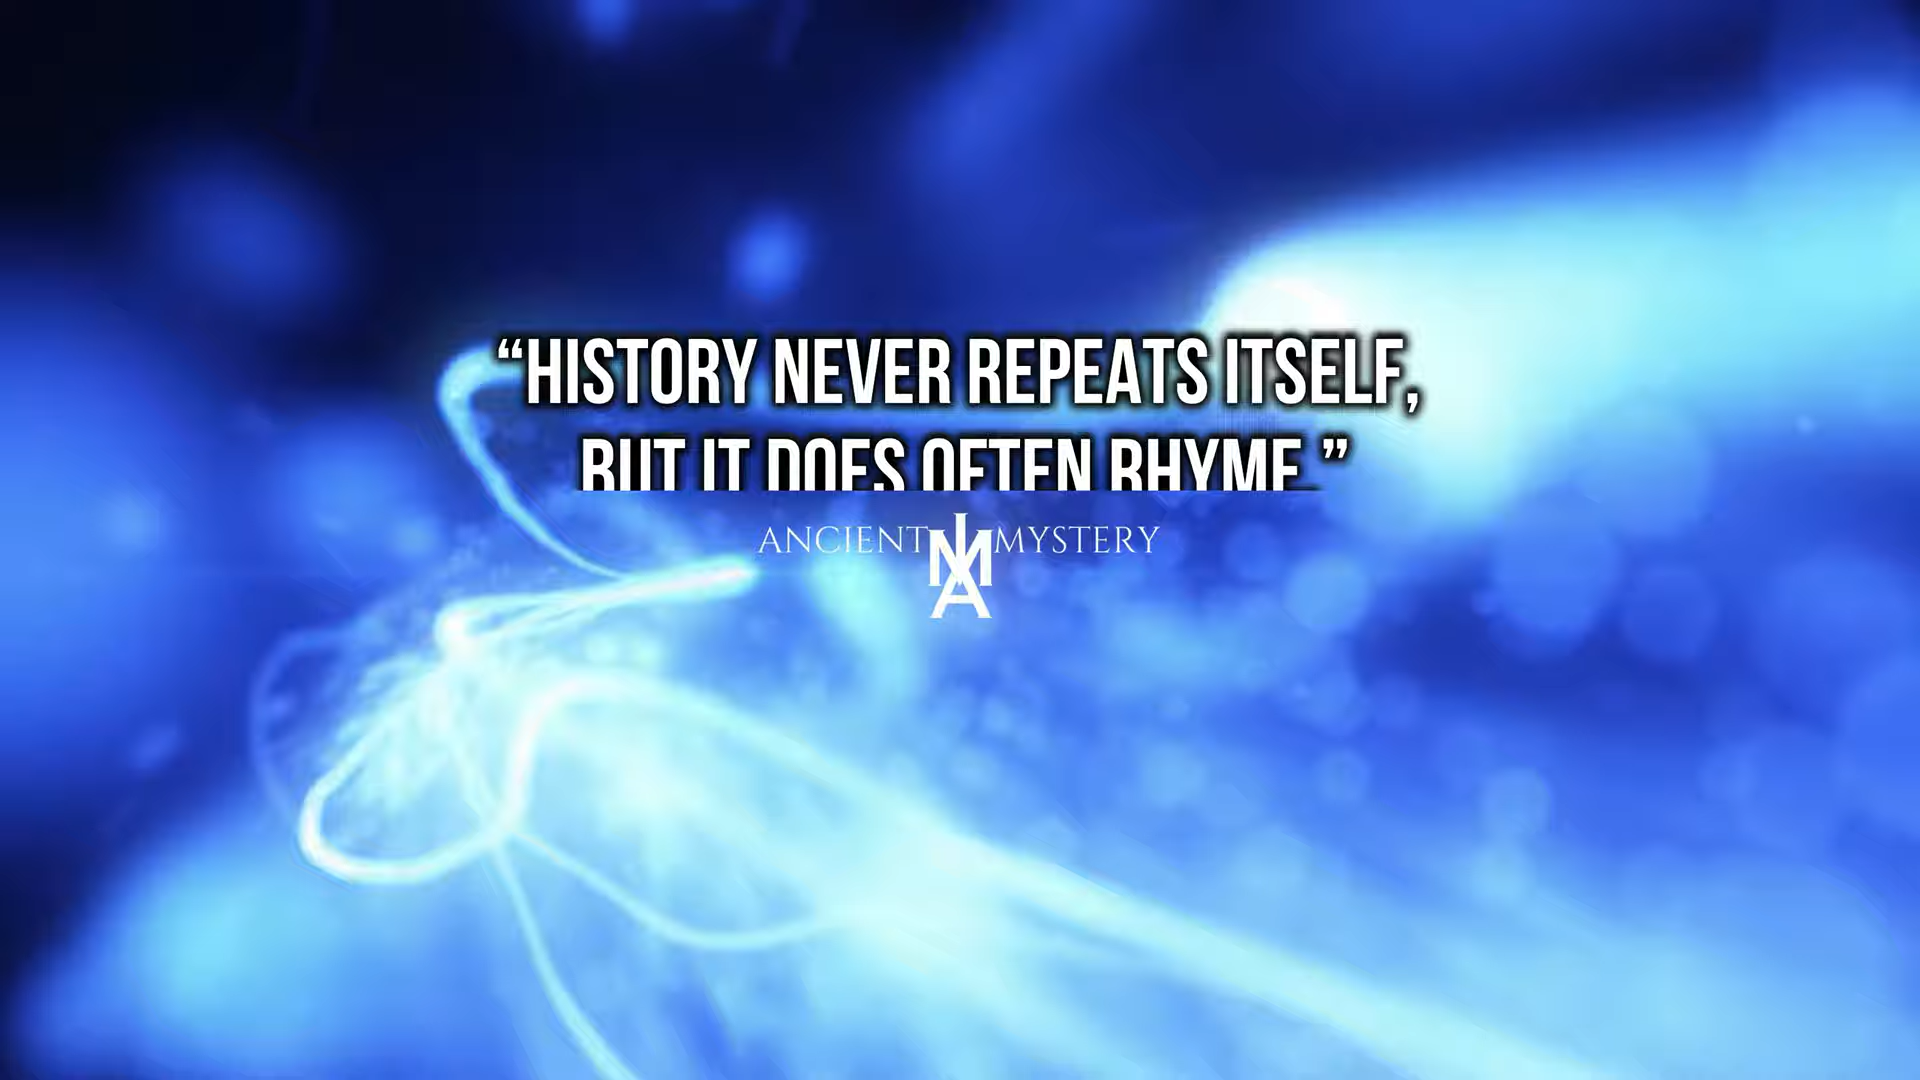 “HISTORY NEVER REPEATS ITSELF,
BUT IT DOES OFTEN RHYME.”
ANCIENT MYSTERY